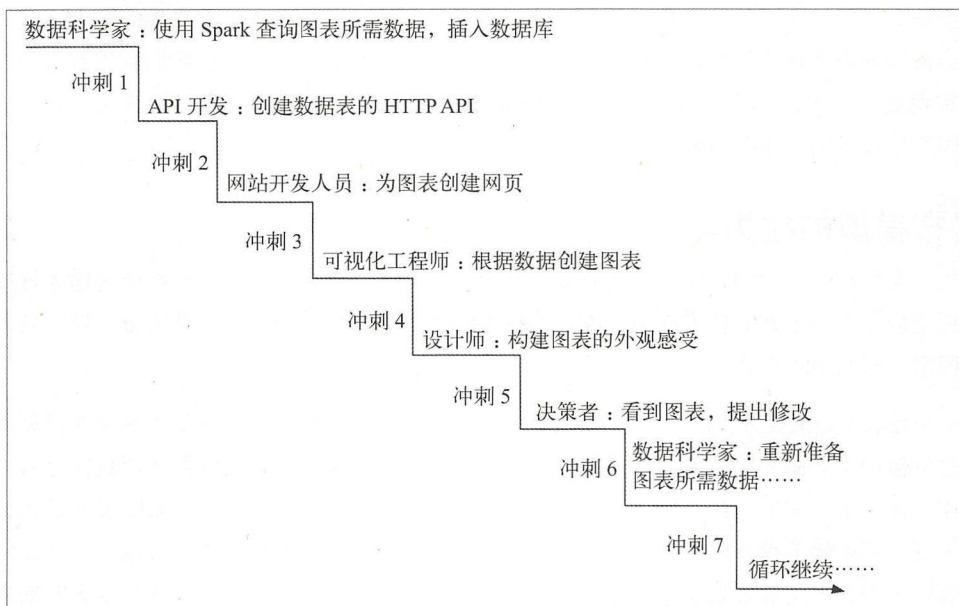 数据科学家：使用 Spark 查询图表所需数据，插入数据库
冲刺 1
API 开发：创建数据表的 HTTP API
冲刺 2
网站开发人员：为图表创建网页
冲刺 3
可视化工程师：根据数据创建图表
冲刺 4
设计师：构建图表的外观感受
冲刺 5
决策者：看到图表，提出修改
冲刺 6
数据科学家：重新准备
图表所需数据……
冲刺 7
循环继续……